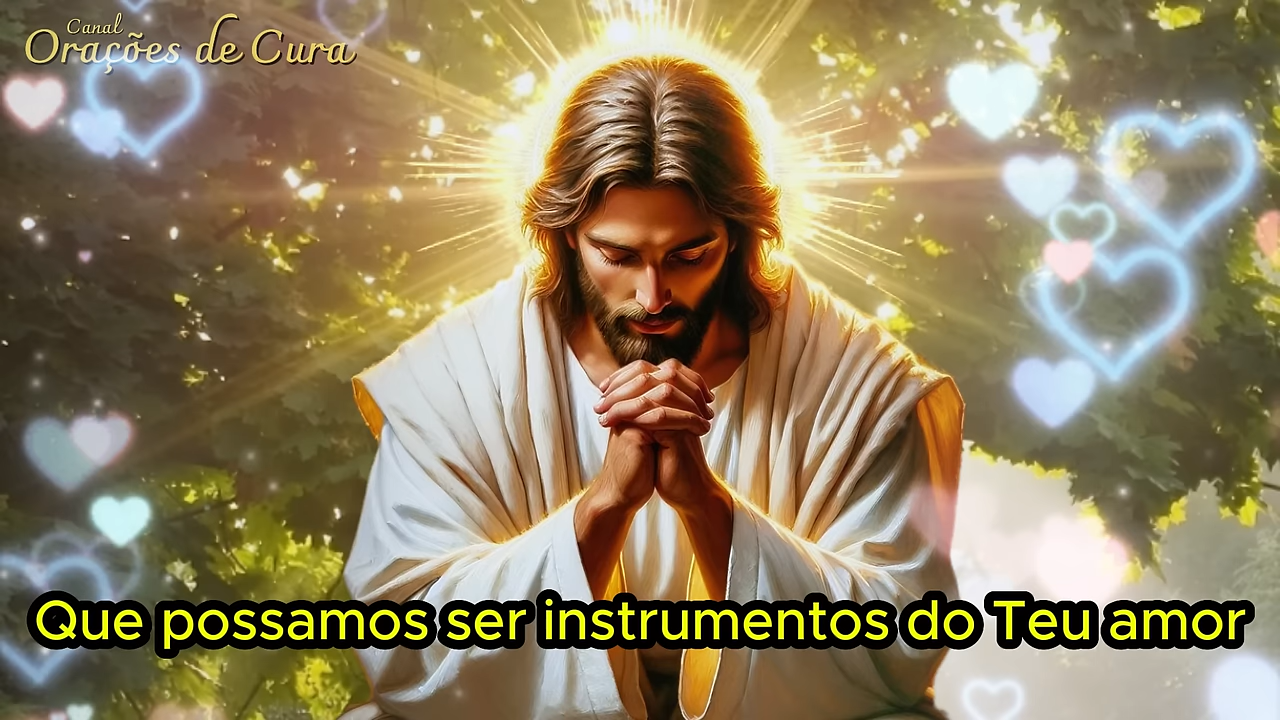 Canal
Orações de Cura
Que possamos ser instrumentos do Teu amor